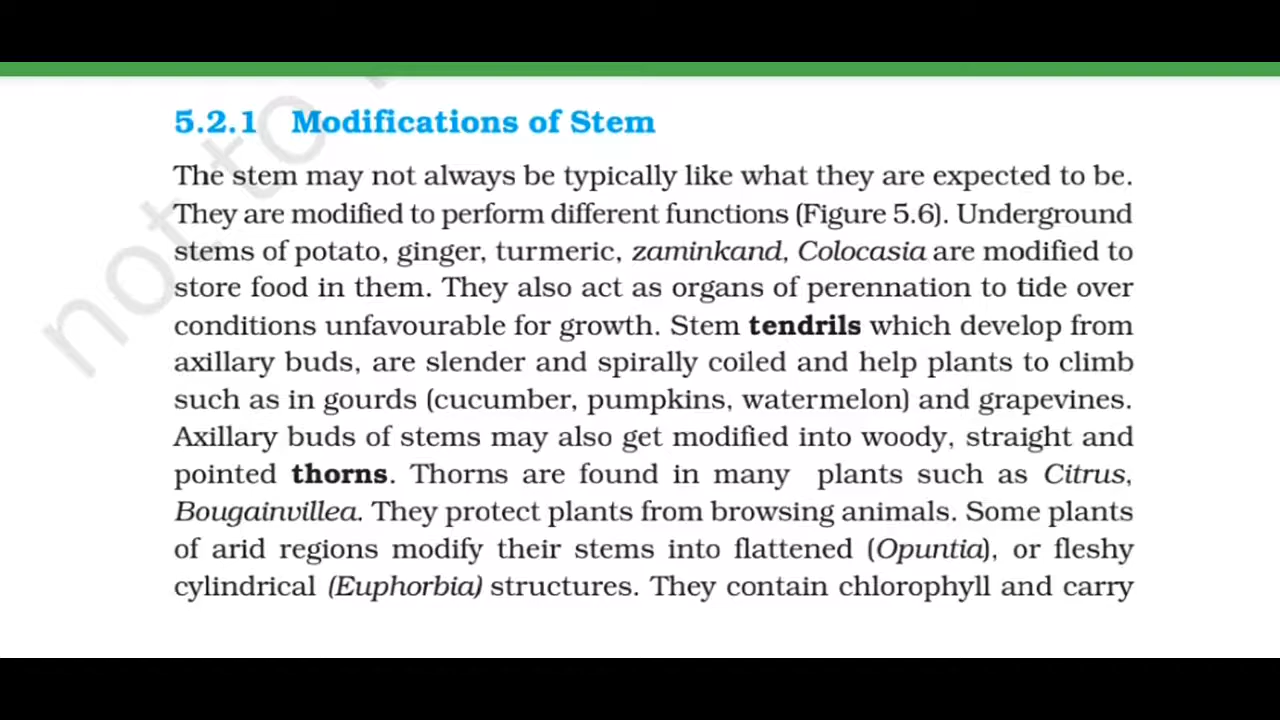 5.2.1 Modifications of Stem
The stem may not always be typically like what they are expected to be.
They are modified to perform different functions (Figure 5.6). Underground
stems of potato, ginger, turmeric, zaminkand, Colocasia are modified to
store food in them. They also act as organs of perennation to tide over
conditions unfavourable for growth. Stem tendrils which develop from
axillary buds, are slender and spirally coiled and help plants to climb
such as in gourds (cucumber, pumpkins, watermelon) and grapevines.
Axillary buds of stems may also get modified into woody, straight and
pointed thorns. Thorns are found in many plants such as Citrus,
Bougainvillea. They protect plants from browsing animals. Some plants
of arid regions modify their stems into flattened (Opuntia), or fleshy
cylindrical (Euphorbia) structures. They contain chlorophyll and carry
not to